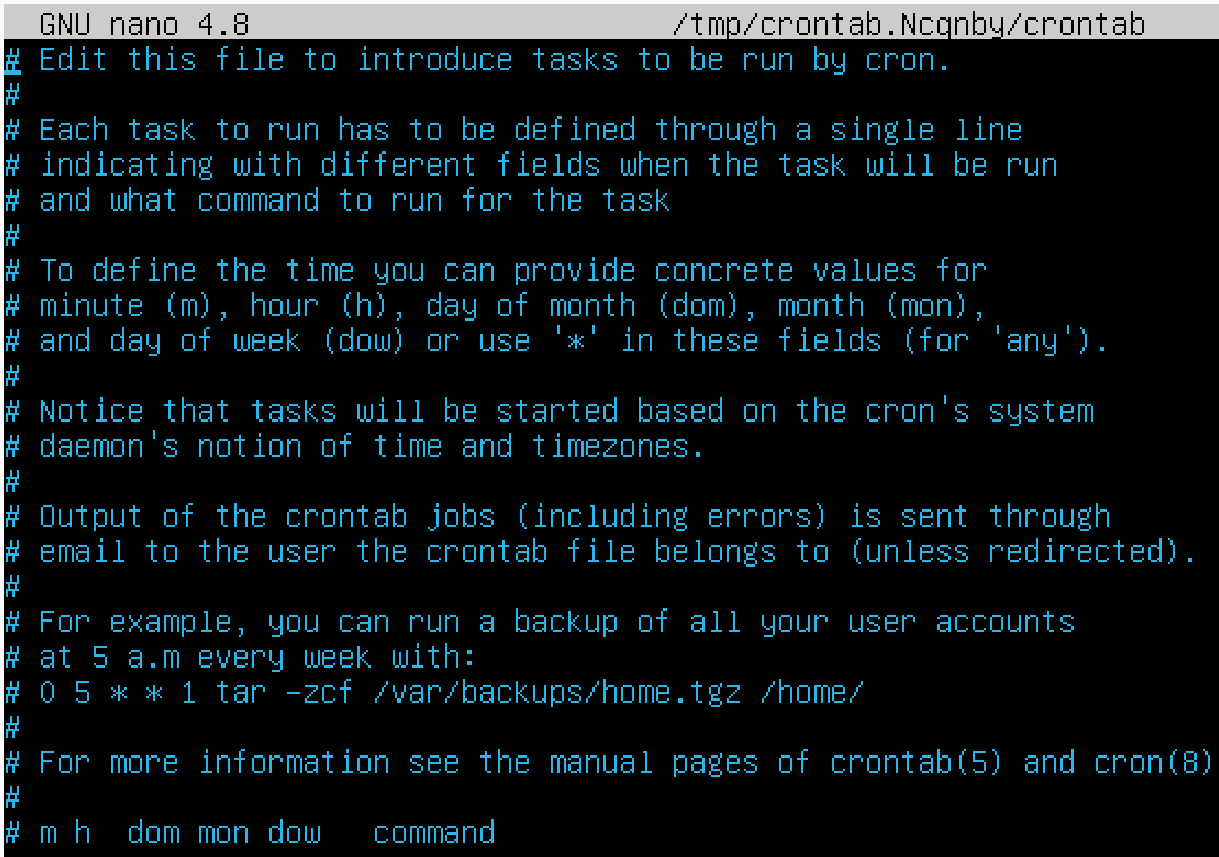 GNU nano 4.8 /tmp/crontab.Ncqnby/crontab
# Edit this file to introduce tasks to be run by cron.
#
# Each task to run has to be defined through a single line
# indicating with different fields when the task will be run
# and what command to run for the task
#
# To define the time you can provide concrete values for
# minute (m), hour (h), day of month (dom), month (mon),
# and day of week (dow) or use '*' in these fields (for 'any').
#
# Notice that tasks will be started based on the cron's system
# daemon's notion of time and timezones.
#
# Output of the crontab jobs (including errors) is sent through
# email to the user the crontab file belongs to (unless redirected).
#
# For example, you can run a backup of all your user accounts
# at 5 a.m every week with:
# 0 5 * * 1 tar -zcf /var/backups/home.tgz /home/
#
# For more information see the manual pages of crontab(5) and cron(8)
#
# m h  dom mon dow   command